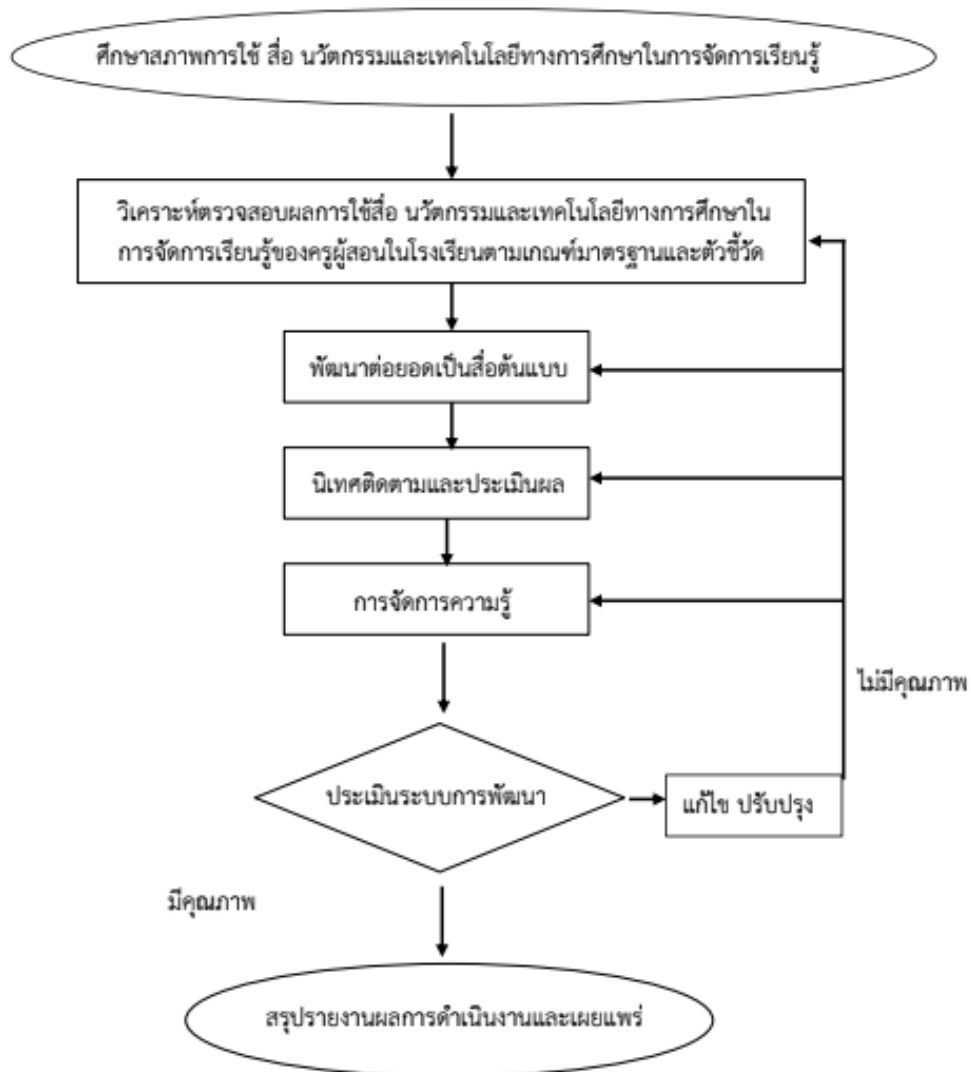 ศึกษาสภาพการใช้ สื่อ นวัตกรรมและเทคโนโลยีทางการศึกษาในการจัดการเรียนรู้
วิเคราะห์ตรวจสอบผลการใช้สื่อ นวัตกรรมและเทคโนโลยีทางการศึกษาใน
การจัดการเรียนรู้ของครูผู้สอนในโรงเรียนตามเกณฑ์มาตรฐานและตัวชี้วัด
พัฒนาต่อยอดเป็นสื่อต้นแบบ
นิเทศติดตามและประเมินผล
การจัดการความรู้
ไม่มีคุณภาพ
ประเมินระบบการพัฒนา
แก้ไข ปรับปรุง
มีคุณภาพ
สรุปรายงานผลการดำเนินงานและเผยแพร่